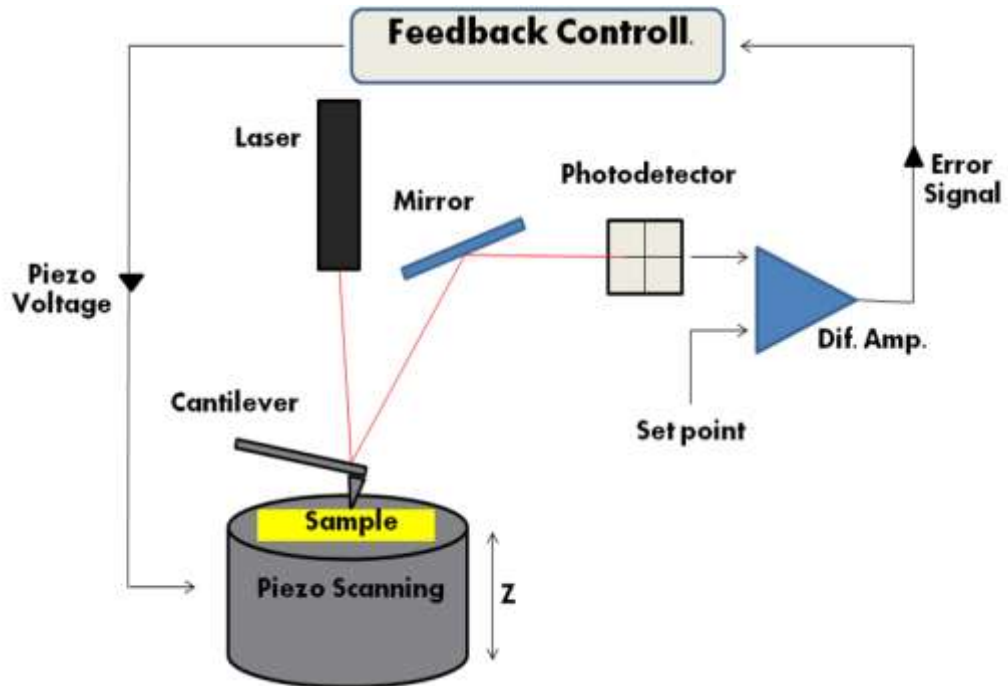 Feedback Controll.
Laser
Mirror
Photodetector
Error
Signal
Piezo
Voltage
Dif. Amp.
Cantilever
Set point
Sample
Piezo Scanning
Z